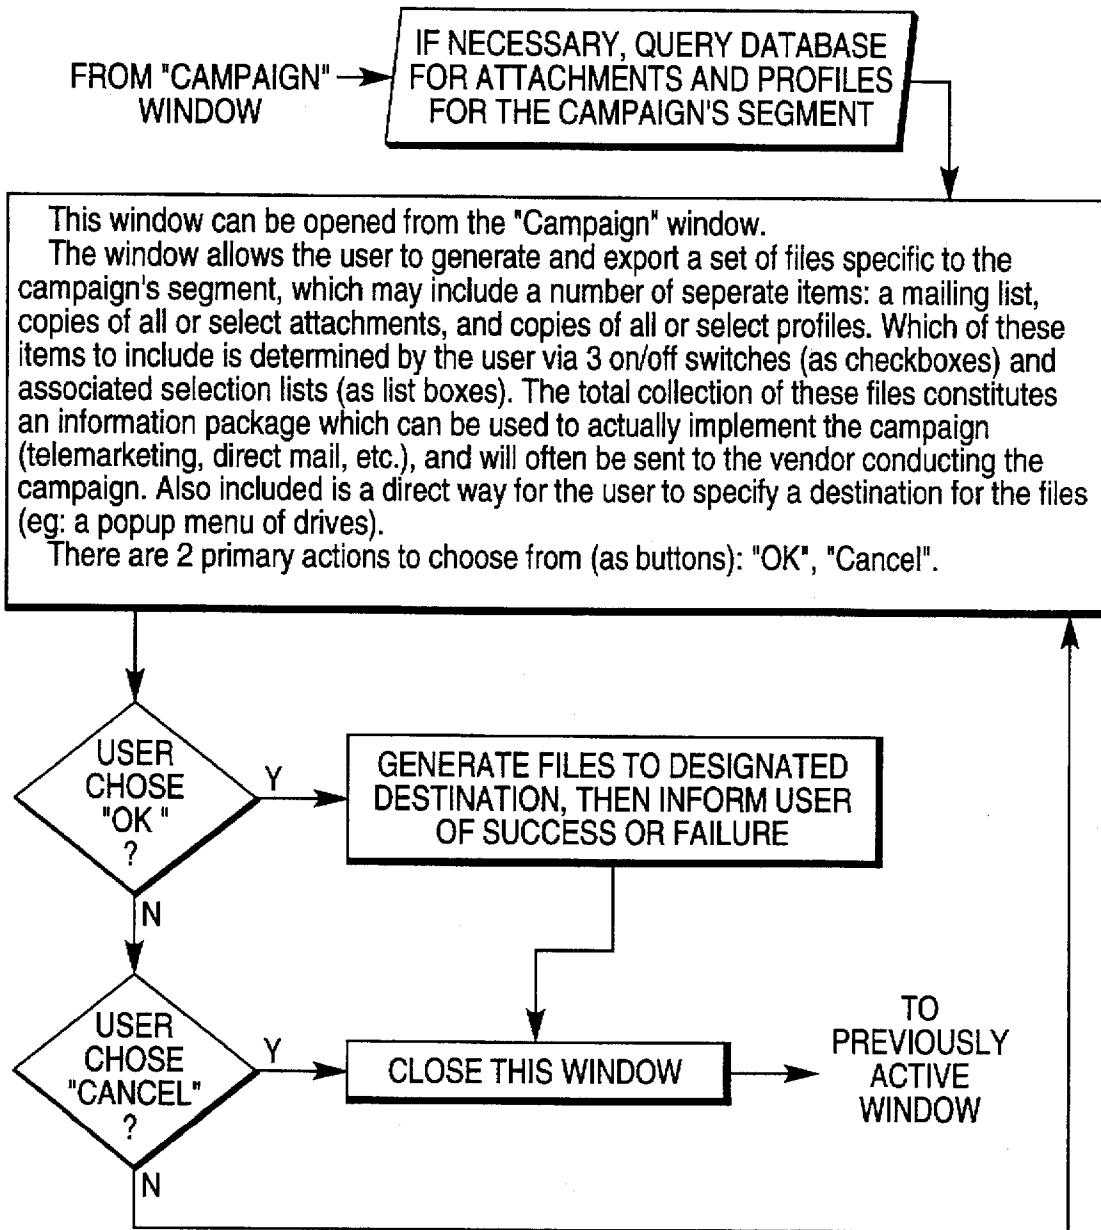 IF NECESSARY, QUERY DATABASE
FOR ATTACHMENTS AND PROFILES
FOR THE CAMPAIGN'S SEGMENT
FROM "CAMPAIGN"
WINDOW
This window can be opened from the "Campaign" window.
The window allows the user to generate and export a set of files specific to the
campaign's segment, which may include a number of seperate items: a mailing list,
copies of all or select attachments, and copies of all or select profiles. Which of these
items to include is determined by the user via 3 on/off switches (as checkboxes) and
associated selection lists (as list boxes). The total collection of these files constitutes
an information package which can be used to actually implement the campaign
(telemarketing, direct mail, etc.), and will often be sent to the vendor conducting the
campaign. Also included is a direct way for the user to specify a destination for the files
(eg: a popup menu of drives).
There are 2 primary actions to choose from (as buttons): "OK", "Cancel".
USER
CHOSE
"OK "
?
Y
N
GENERATE FILES TO DESIGNATED
DESTINATION, THEN INFORM USER
OF SUCCESS OR FAILURE
USER
CHOSE
"CANCEL"
?
Y
N
CLOSE THIS WINDOW
TO
PREVIOUSLY
ACTIVE
WINDOW